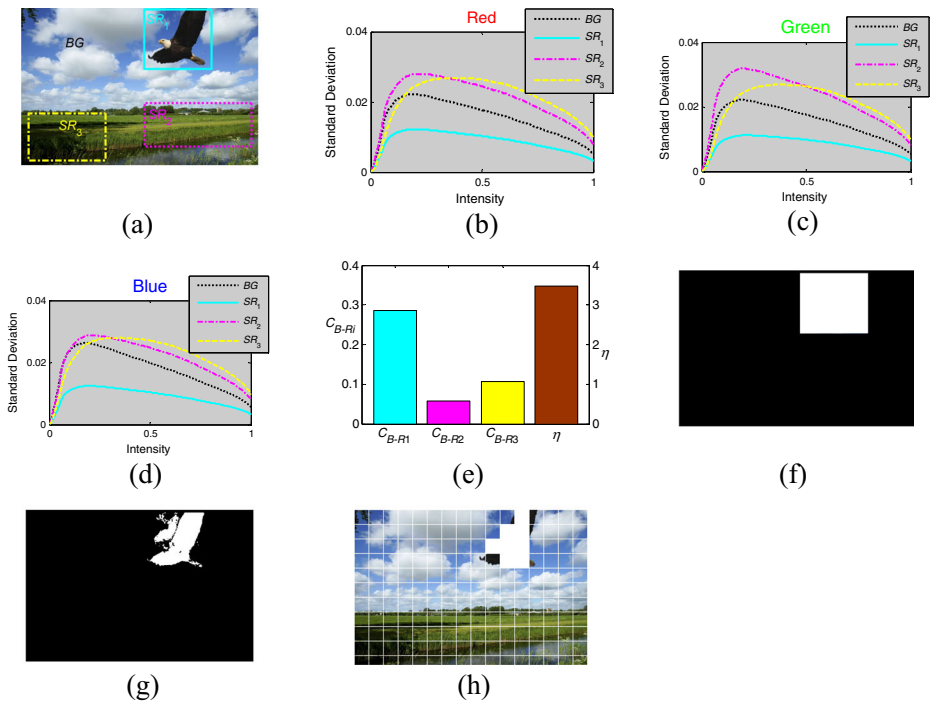 BG
SR1
SR2
SR3
(a)
Red
0.04
0.02
0
0
0.5
1
Standard Deviation
Intensity
BG
SR1
SR2
SR3
(b)
Green
0.04
0.02
0
0
0.5
1
Standard Deviation
Intensity
BG
SR1
SR2
SR3
(c)
Blue
0.04
0.02
0
0
0.5
1
Standard Deviation
Intensity
BG
SR1
SR2
SR3
(d)
0.4
0.3
CB-Ri
0.2
0.1
0
4
3
2
η
1
0
CB-R1
CB-R2
CB-R3
η
(e)
(f)
(g)
(h)